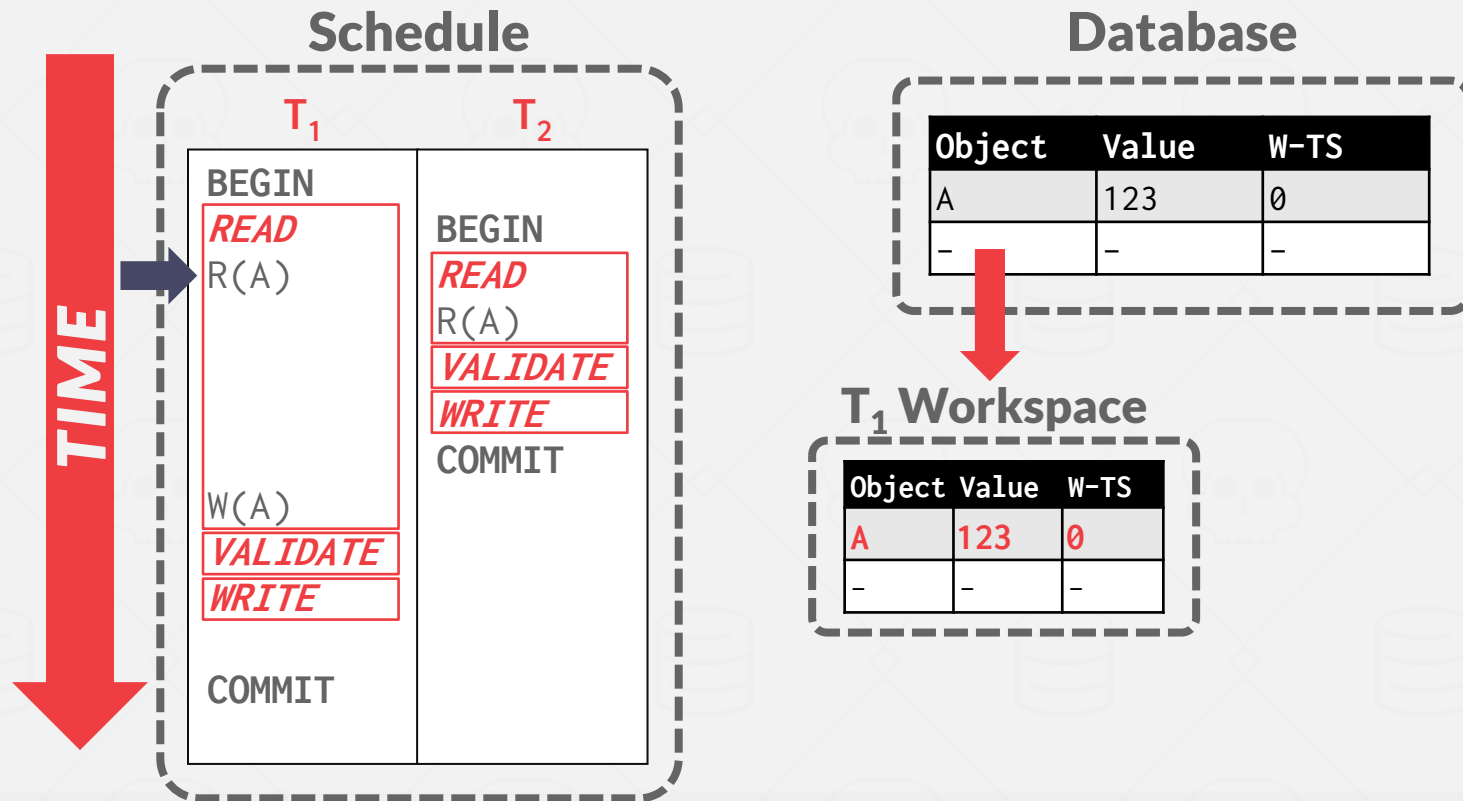 Schedule
TIME
T₁ T₂
BEGIN
READ BEGIN
R(A) READ
R(A)
VALIDATE
WRITE
COMMIT
W(A)
VALIDATE
WRITE
COMMIT
Database
Object Value W-TS
A 123 0
- - -
T₁ Workspace
Object Value W-TS
A 123 0
- - -